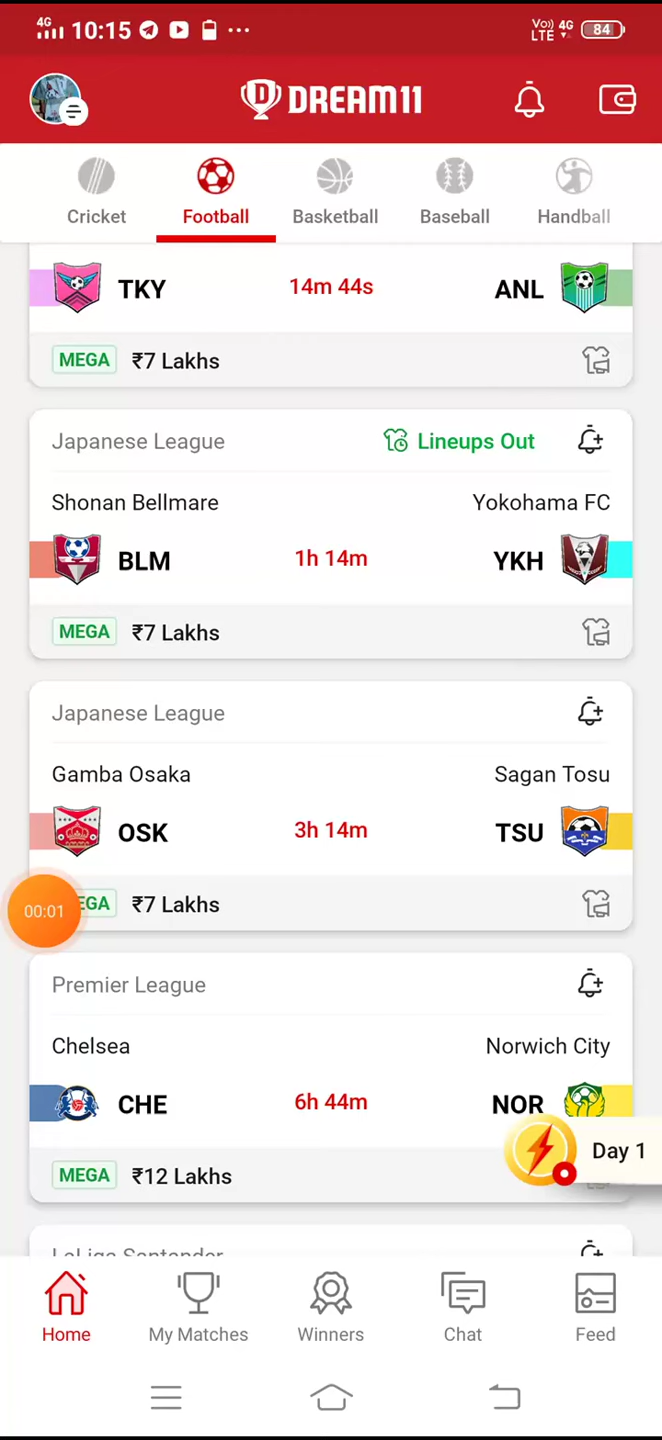 4G 10:15 Vo)) LTE 4G 84
DREAM11
Cricket Football Basketball Baseball Handball
TKY 14m 44s ANL
MEGA ₹7 Lakhs
Japanese League Lineups Out
Shonan Bellmare Yokohama FC
BLM 1h 14m YKH
MEGA ₹7 Lakhs
Japanese League
Gamba Osaka Sagan Tosu
OSK 3h 14m TSU
00:01 EGA ₹7 Lakhs
Premier League
Chelsea Norwich City
CHE 6h 44m NOR
Day 1
MEGA ₹12 Lakhs
LaLiga Santander
Home My Matches Winners Chat Feed